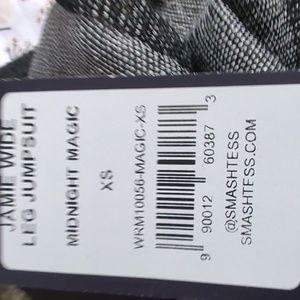 JAMIE WIDE
LEG JUMPSUIT
MIDNIGHT MAGIC
XS
WRM10056-MAGIC-XS
9 90012 60387 3
@SMASHTESS
SMASHTESS.COM